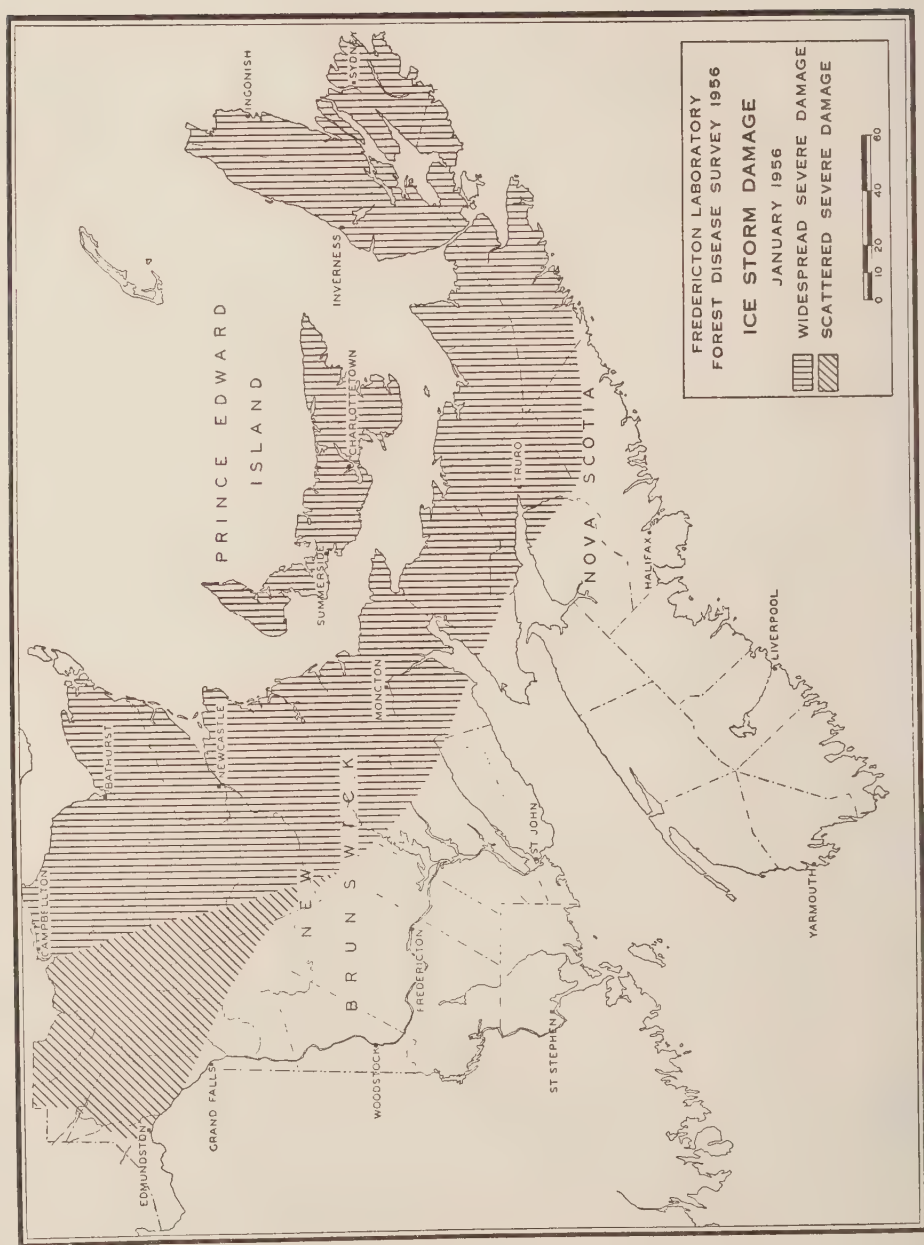 PRINCE EDWARD
ISLAND
INGONISH
SYDNEY
INVERNESS
CHARLOTTETOWN
SUMMERSIDE
CAMPBELLTON
BATHURST
NEWCASTLE
MONCTON
EDMUNDSTON
GRAND FALLS
NEW
BRUNSWICK
WOODSTOCK
FREDERICTON
ST STEPHEN
ST JOHN
TRURO
NOVA SCOTIA
HALIFAX
LIVERPOOL
YARMOUTH
FREDERICTON LABORATORY
FOREST DISEASE SURVEY 1956
ICE STORM DAMAGE
JANUARY 1956
WIDESPREAD SEVERE DAMAGE
SCATTERED SEVERE DAMAGE
0 10 20 40 60